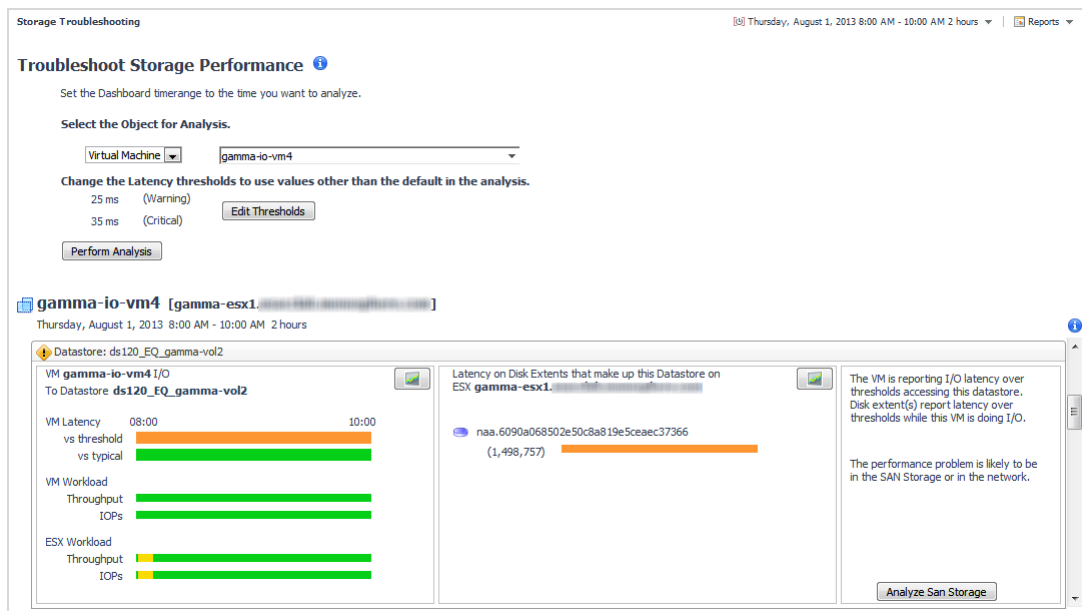 Storage Troubleshooting
Thursday, August 1, 2013 8:00 AM - 10:00 AM 2 hours
Reports
Troubleshoot Storage Performance
Set the Dashboard timerange to the time you want to analyze.
Select the Object for Analysis.
Virtual Machine
gamma-io-vm4
Change the Latency thresholds to use values other than the default in the analysis.
25 ms (Warning)
35 ms (Critical)
Edit Thresholds
Perform Analysis
gamma-io-vm4 [gamma-esx1. ]
Thursday, August 1, 2013 8:00 AM - 10:00 AM 2 hours
Datastore: ds120_EQ_gamma-vol2
VM gamma-io-vm4 I/O
To Datastore ds120_EQ_gamma-vol2
VM Latency 08:00 10:00
vs threshold
vs typical
VM Workload
Throughput
IOPs
ESX Workload
Throughput
IOPs
Latency on Disk Extents that make up this Datastore on
ESX gamma-esx1.
naa.6090a068502e50c8a819e5ceaec37366
(1,498,757)
The VM is reporting I/O latency over
thresholds accessing this datastore.
Disk extent(s) report latency over
thresholds while this VM is doing I/O.
The performance problem is likely to be
in the SAN Storage or in the network.
Analyze San Storage